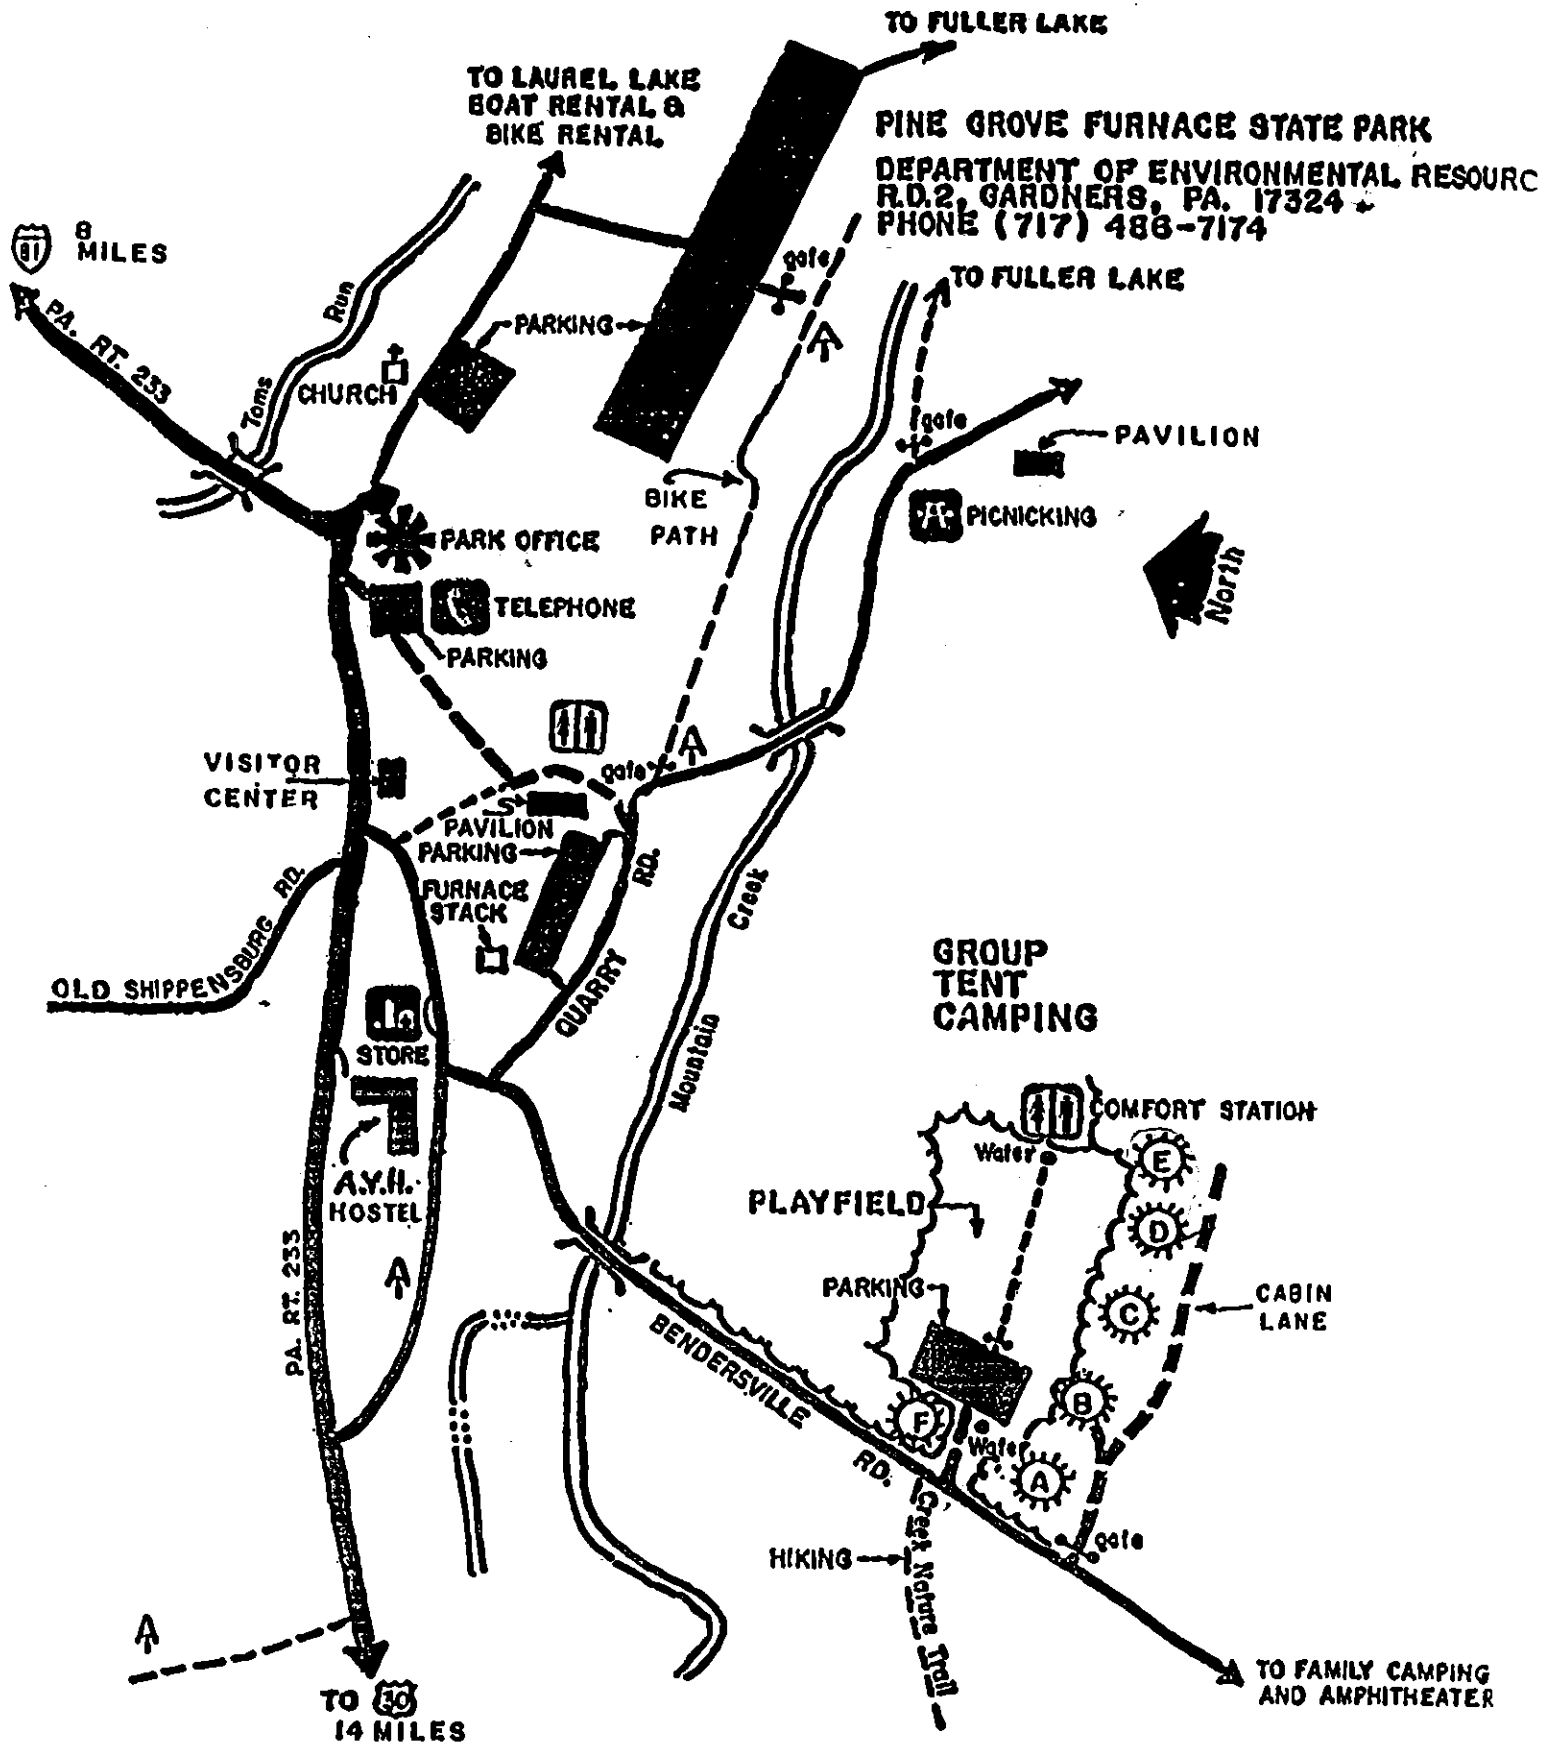 TO FULLER LAKE
TO LAUREL LAKE
BOAT RENTAL &
BIKE RENTAL
PINE GROVE FURNACE STATE PARK
DEPARTMENT OF ENVIRONMENTAL RESOURC
R.D.2, GARDNERS, PA. 17324
PHONE (717) 486-7174
81
8
MILES
PA. RT. 233
Toms Run
gate
TO FULLER LAKE
PARKING
CHURCH
gate
PAVILION
BIKE
PATH
PICNICKING
PARK OFFICE
North
TELEPHONE
PARKING
VISITOR
CENTER
gate
PAVILION
PARKING
FURNACE
STACK
QUARRY RD.
OLD SHIPPENSBURG RD.
Mountain Creek
STORE
A.Y.H.
HOSTEL
PA. RT. 233
GROUP
TENT
CAMPING
COMFORT STATION
Water
E
D
PLAYFIELD
PARKING
C
CABIN
LANE
B
F
Water
A
BENDERSVILLE RD.
gate
HIKING
Creek Nature Trail
TO FAMILY CAMPING
AND AMPHITHEATER
TO 30
14 MILES